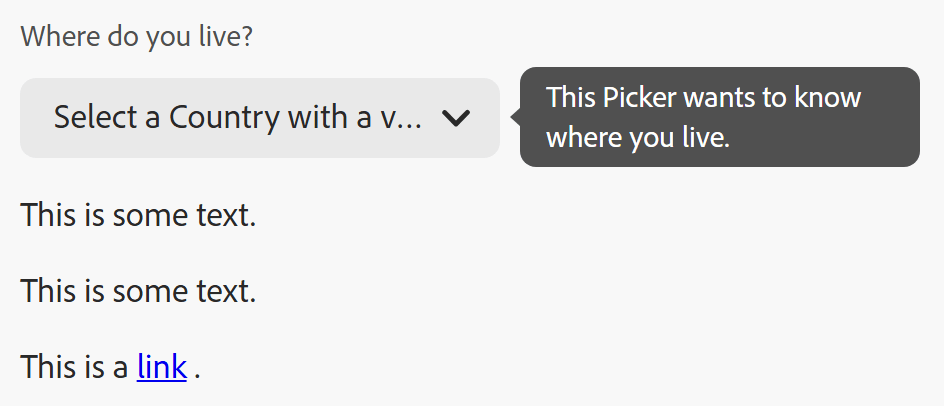 Where do you live?
Select a Country with a v...
This Picker wants to know
where you live.
This is some text.
This is some text.
This is a link .